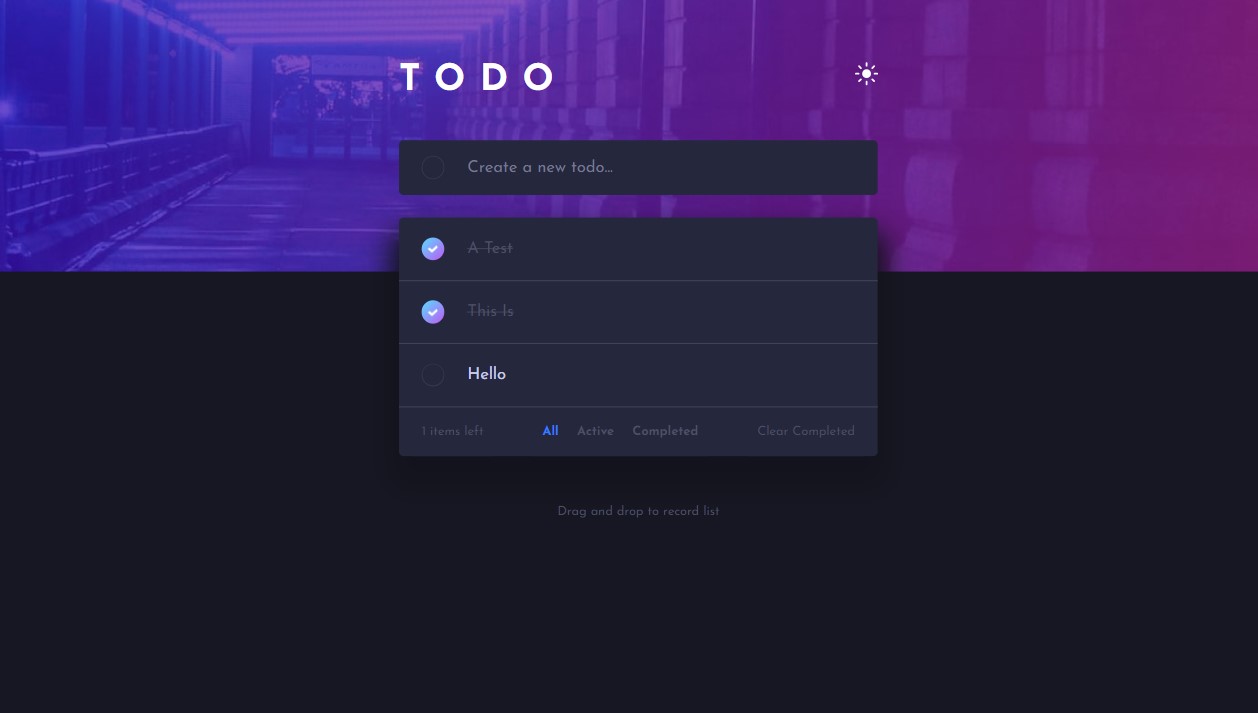 TODO
Create a new todo...
A Test
This Is
Hello
1 items left All Active Completed Clear Completed
Drag and drop to record list